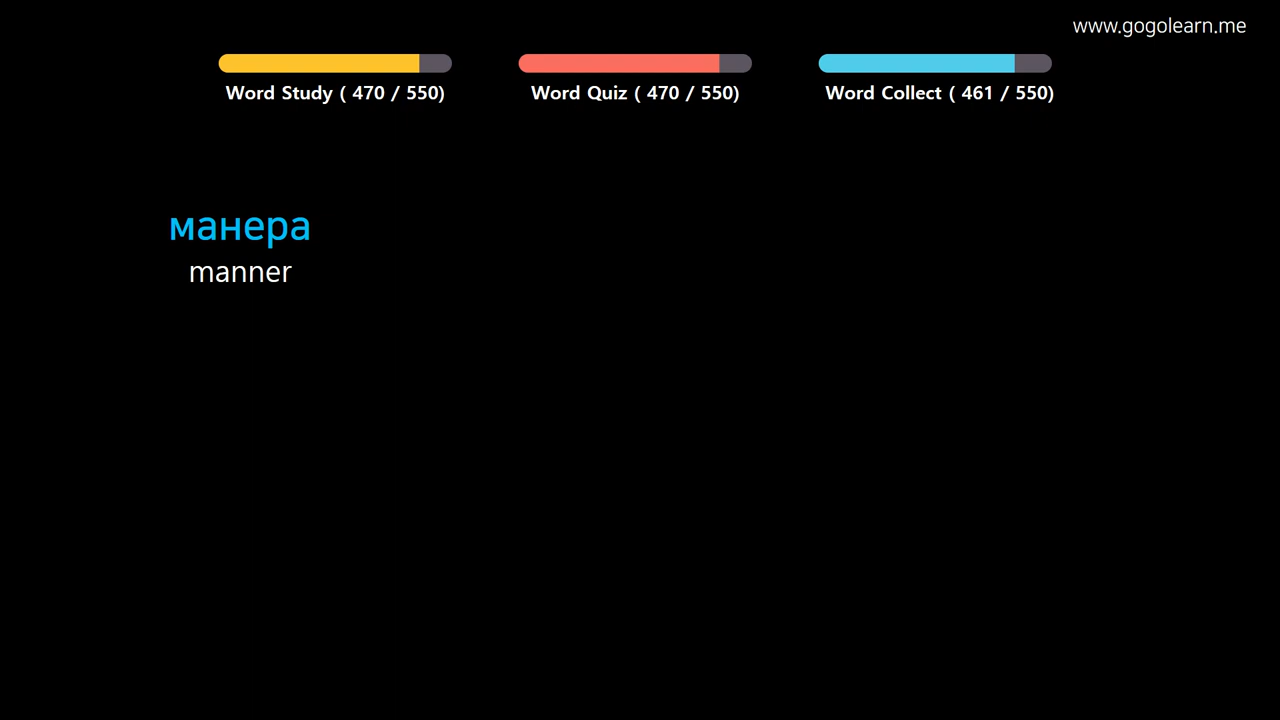 www.gogolearn.me
Word Study ( 470 / 550)
Word Quiz ( 470 / 550)
Word Collect ( 461 / 550)
манера
manner